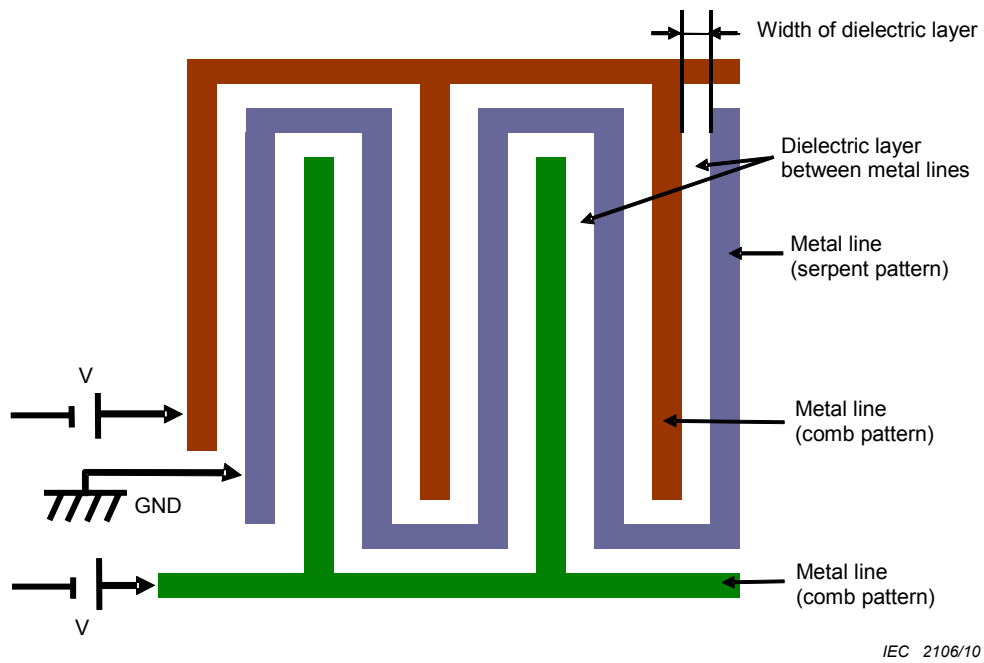 Width of dielectric layer
Dielectric layer
between metal lines
Metal line
(serpent pattern)
V
Metal line
(comb pattern)
GND
Metal line
(comb pattern)
V
IEC 2106/10